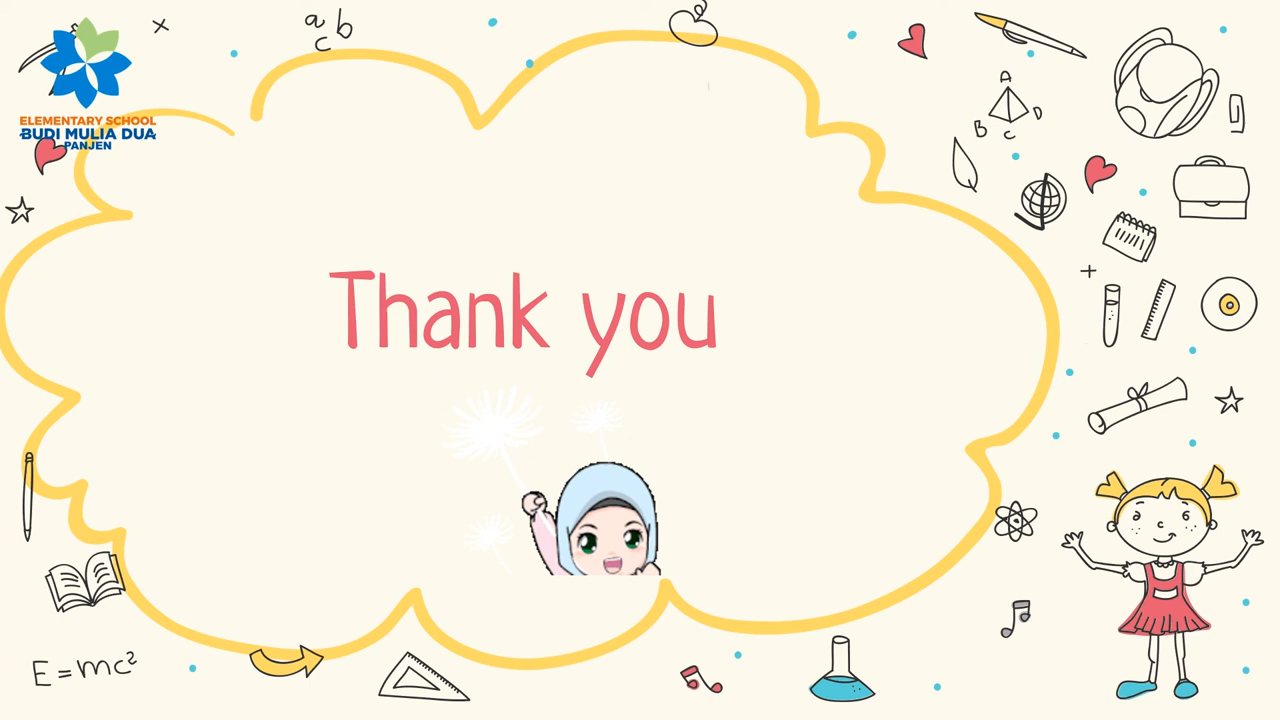 a b
c
ELEMENTARY SCHOOL
BUDI MULIA DUA
PANJEN
A
B C D
Thank you
E=mc²